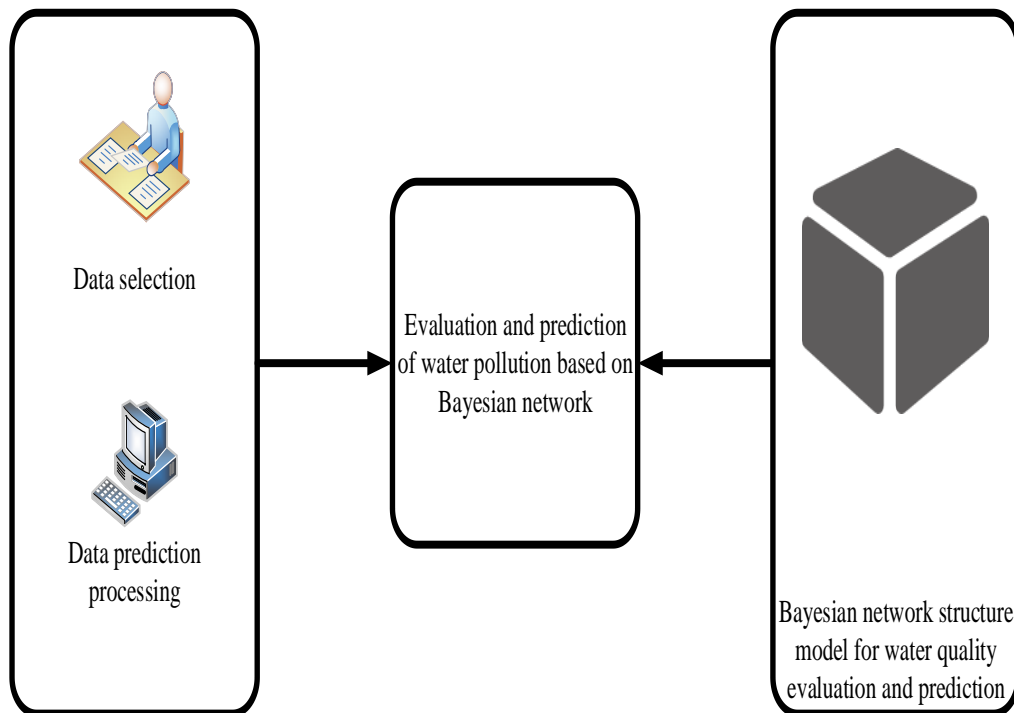 Data selection
Data prediction
processing
Evaluation and prediction
of water pollution based on
Bayesian network
Bayesian network structure
model for water quality
evaluation and prediction